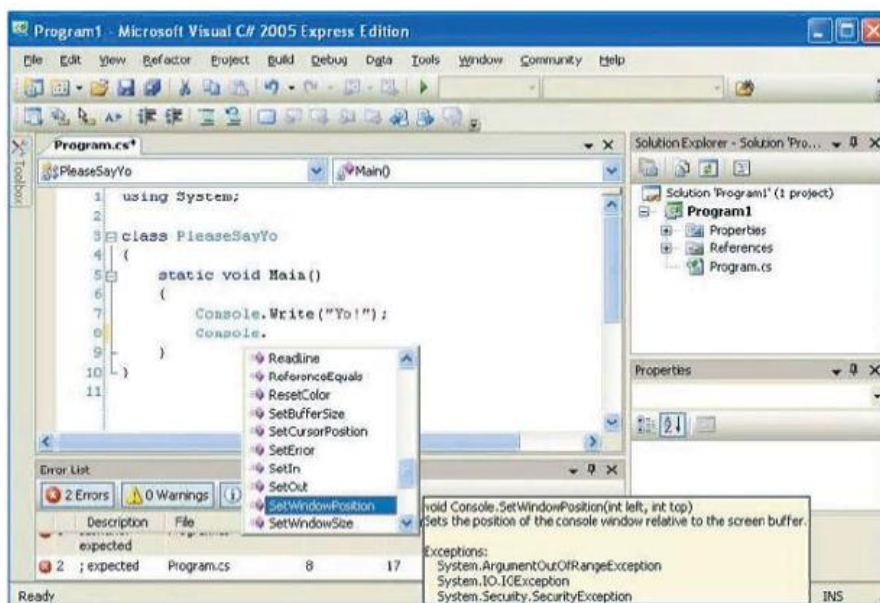 Program1 - Microsoft Visual C# 2005 Express Edition
File Edit View Refactor Project Build Debug Data Tools Window Community Help
Toolbox
Program.cs*
PleaseSayYo
Main()
1 using System;
2
3 class PleaseSayYo
4 {
5 static void Main()
6 {
7 Console.Write("Yo!");
8 Console.
9 }
10 }
11
ReadLine
ReferenceEquals
ResetColor
SetBufferSize
SetCursorPosition
SetError
SetIn
SetOut
SetWindowPosition
SetWindowSize
void Console.SetWindowPosition(int left, int top)
Sets the position of the console window relative to the screen buffer.
Exceptions:
System.ArgumentOutOfRangeException
System.IO.IOException
System.Security.SecurityException
Solution Explorer - Solution 'Pro...
Solution 'Program1' (1 project)
Program1
Properties
References
Program.cs
Properties
Error List
2 Errors
0 Warnings
Description File
expected
2 ; expected Program.cs 8 17
Ready
INS